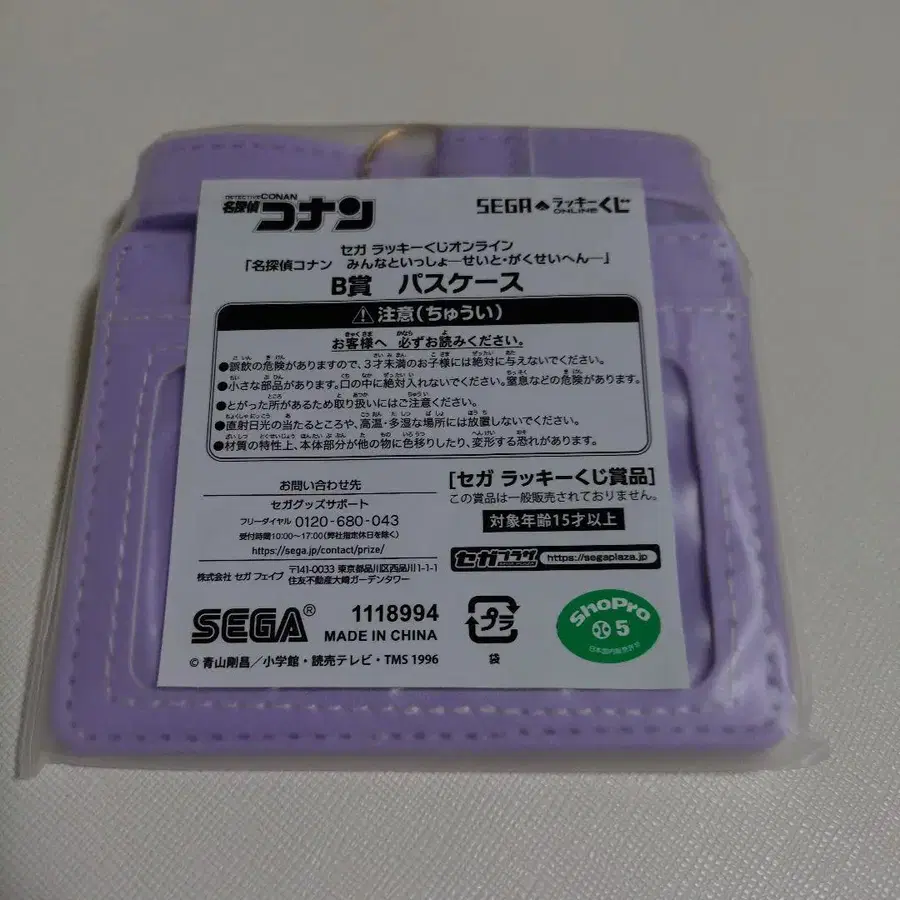 DETECTIVE CONAN
名探偵コナン
SEGA ラッキーくじ
ONLINE
セガ ラッキーくじオンライン
「名探偵コナン みんなといっしょ―せいと・がくせいへん―」
B賞 パスケース
注意(ちゅうい)
お客様へ 必ずお読みください。
●誤飲の危険がありますので、3才未満のお子様には絶対に与えないでください。
●小さな部品があります。口の中に絶対入れないでください。窒息などの危険があります。
●とがった所があるため取り扱いにはご注意ください。
●直射日光の当たるところや、高温・多湿な場所には放置しないでください。
●材質の特性上、本体部分が他の物に色移りしたり、変形する恐れがあります。
お問い合わせ先
セガグッズサポート
フリーダイヤル 0120-680-043
受付時間10:00~17:00(弊社指定休日を除く)
https://sega.jp/contact/prize/
株式会社 セガ フェイブ
〒141-0033 東京都品川区西品川1-1-1
住友不動産大崎ガーデンタワー
[セガ ラッキーくじ賞品]
この賞品は一般販売されておりません。
対象年齢15才以上
セガプラザ
https://segaplaza.jp
SEGA®
1118994
MADE IN CHINA
プラ
袋
ShoPro
5
©青山剛昌/小学館・読売テレビ・TMS 1996